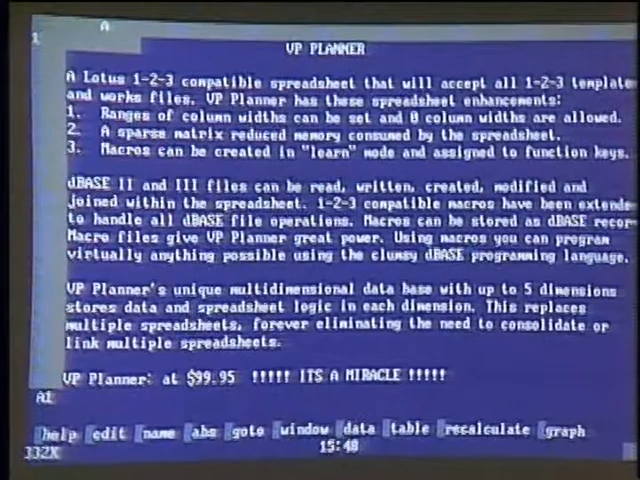 A
1
VP PLANNER
A Lotus 1-2-3 compatible spreadsheet that will accept all 1-2-3 template
and works files. VP Planner has these spreadsheet enhancements:
1. Ranges of column widths can be set and 0 column widths are allowed.
2. A sparse matrix reduced memory consumed by the spreadsheet.
3. Macros can be created in "learn" mode and assigned to function keys.
dBASE II and III files can be read, written, created, modified and
joined within the spreadsheet. 1-2-3 compatible macros have been extende
to handle all dBASE file operations. Macros can be stored as dBASE recor
Macro files give VP Planner great power. Using macros you can program
virtually anything possible using the clumsy dBASE programming language.
VP Planner's unique multidimensional data base with up to 5 dimensions
stores data and spreadsheet logic in each dimension. This replaces
multiple spreadsheets, forever eliminating the need to consolidate or
link multiple spreadsheets.
VP Planner: at $99.95 !!!!! ITS A MIRACLE !!!!!
A1
help edit name abs goto window data table recalculate graph
332K 15:48